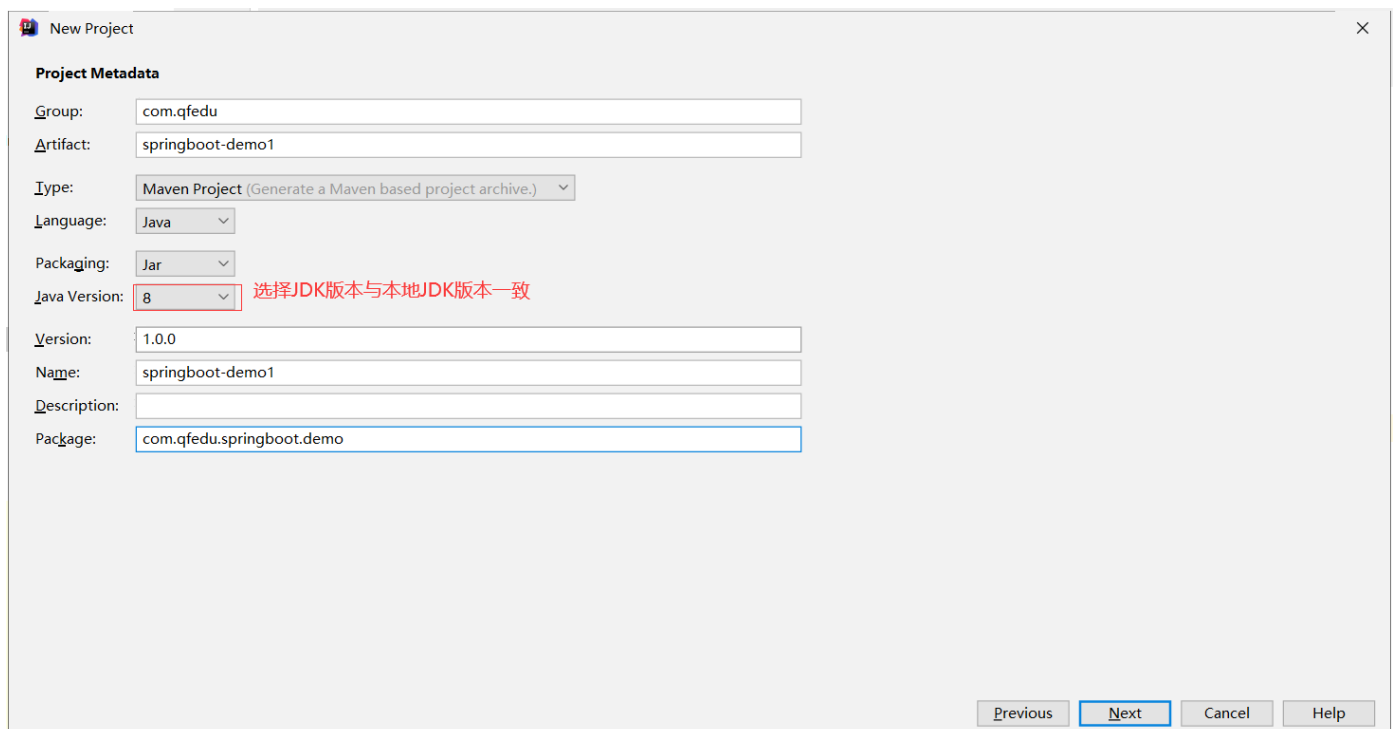 New Project
Project Metadata
Group: com.qfedu
Artifact: springboot-demo1
Type: Maven Project (Generate a Maven based project archive.)
Language: Java
Packaging: Jar
Java Version: 8 选择JDK版本与本地JDK版本一致
Version: 1.0.0
Name: springboot-demo1
Description:
Package: com.qfedu.springboot.demo
Previous Next Cancel Help